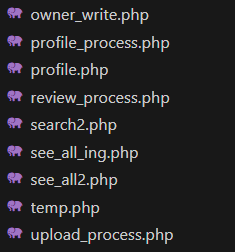 owner_write.php
profile_process.php
profile.php
review_process.php
search2.php
see_all_ing.php
see_all2.php
temp.php
upload_process.php